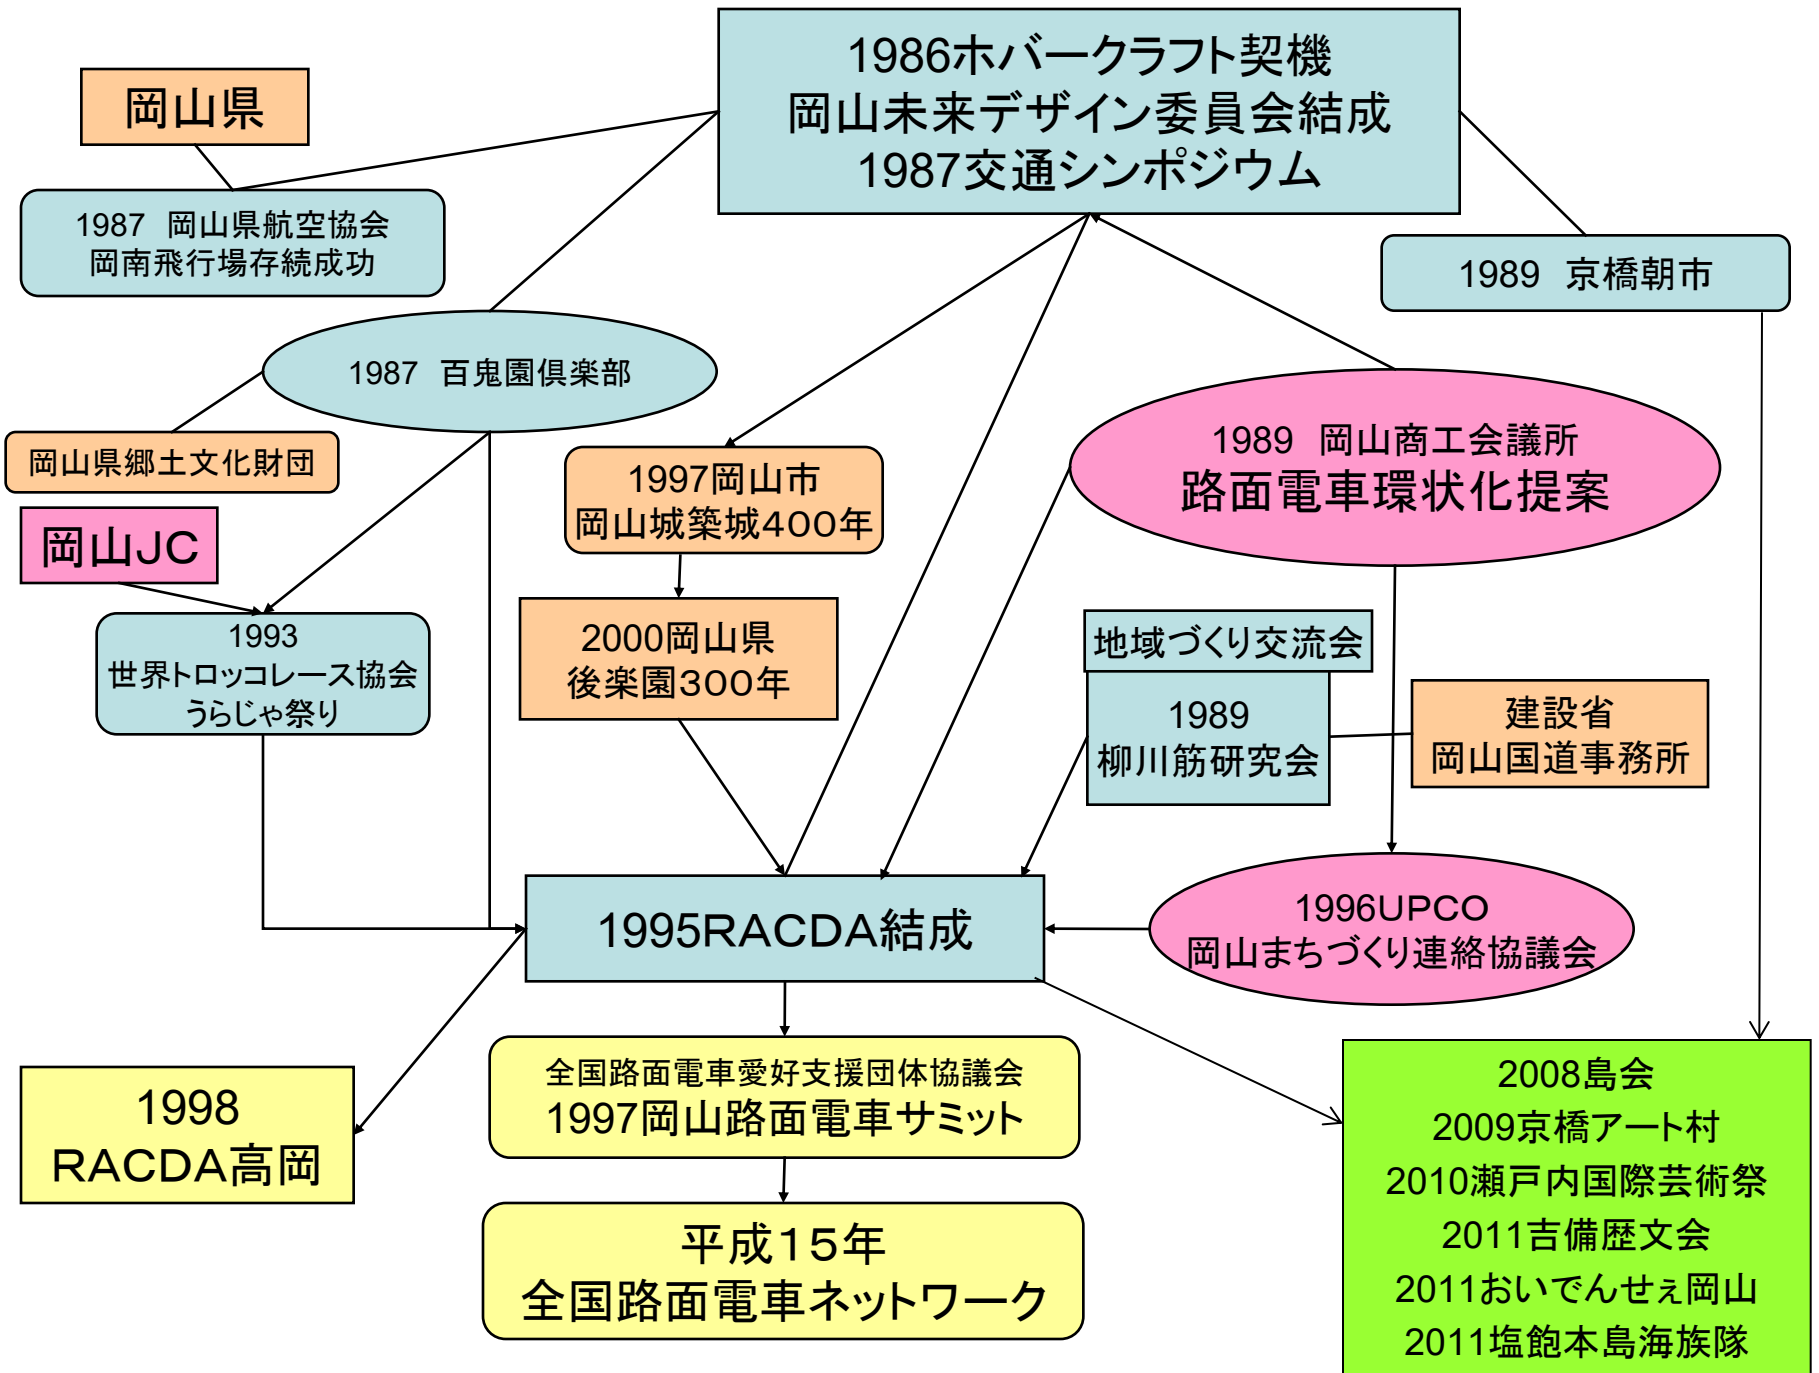 1986ホバークラフト契機
岡山未来デザイン委員会結成
1987交通シンポジウム
岡山県
1987　岡山県航空協会
岡南飛行場存続成功
1989　京橋朝市
1987　百鬼園倶楽部
岡山県郷土文化財団
1997岡山市
岡山城築城４００年
1989　岡山商工会議所
路面電車環状化提案
岡山ＪＣ
1993
世界トロッコレース協会
うらじゃ祭り
2000岡山県
後楽園３００年
地域づくり交流会
1989
柳川筋研究会
建設省
岡山国道事務所
1995ＲＡＣＤＡ結成
1996ＵＰＣＯ
岡山まちづくり連絡協議会
1998
ＲＡＣＤＡ高岡
全国路面電車愛好支援団体協議会
1997岡山路面電車サミット
平成１５年
全国路面電車ネットワーク
2008島会
2009京橋アート村
2010瀬戸内国際芸術祭
2011吉備歴文会
2011おいでんせぇ岡山
2011塩飽本島海族隊